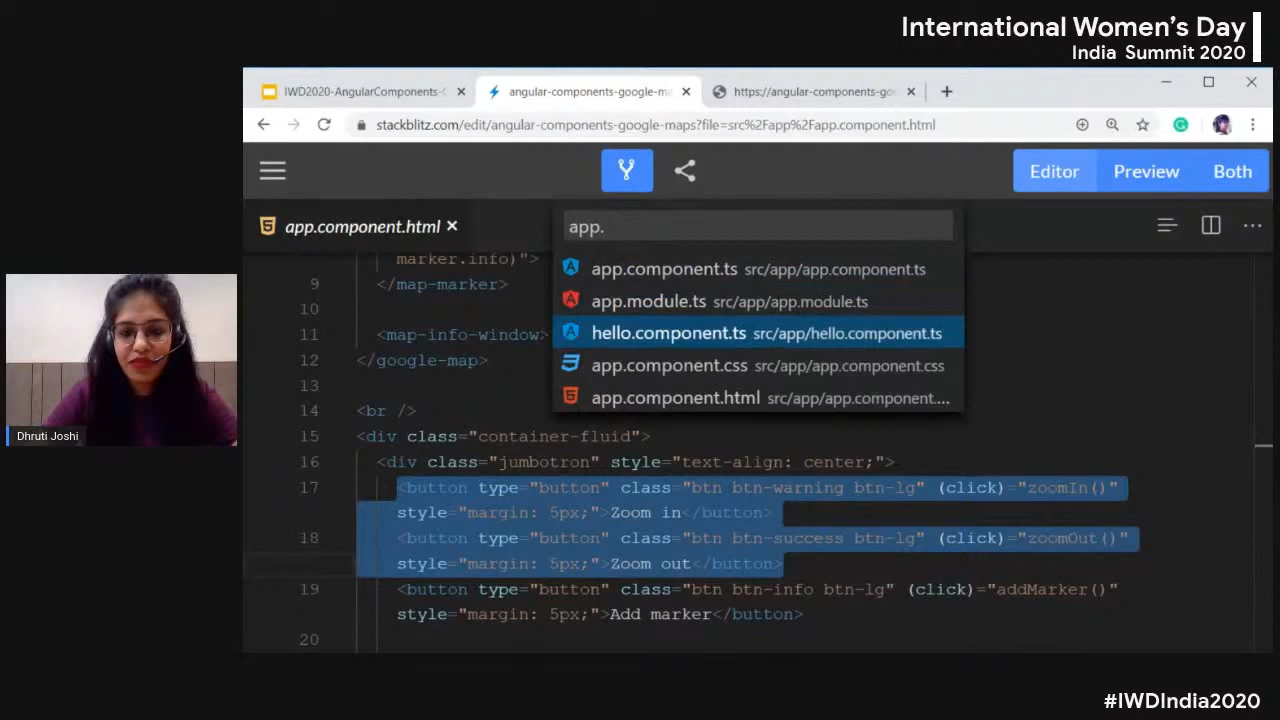 International Women's Day
India Summit 2020
IWD2020-AngularComponents-
angular-components-google-ma
https://angular-components-go
stackblitz.com/edit/angular-components-google-maps?file=src%2Fapp%2Fapp.component.html
Editor
Preview
Both
app.component.html
app.
app.component.ts src/app/app.component.ts
app.module.ts src/app/app.module.ts
hello.component.ts src/app/hello.component.ts
app.component.css src/app/app.component.css
app.component.html src/app/app.component....
marker.info)">
9 </map-marker>
10
11 <map-info-window>
12 </google-map>
13
14 <br />
15 <div class="container-fluid">
16 <div class="jumbotron" style="text-align: center;">
17 <button type="button" class="btn btn-warning btn-lg" (click)="zoomIn()"
style="margin: 5px;">Zoom in</button>
18 <button type="button" class="btn btn-success btn-lg" (click)="zoomOut()"
style="margin: 5px;">Zoom out</button>
19 <button type="button" class="btn btn-info btn-lg" (click)="addMarker()"
style="margin: 5px;">Add marker</button>
20
Dhruti Joshi
#IWDIndia2020